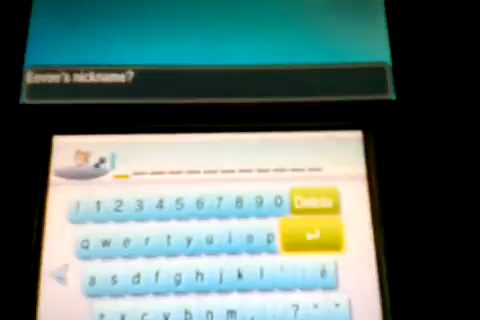 Eevee's nickname?
! 1 2 3 4 5 6 7 8 9 0 Delete
q w e r t y u i o p
a s d f g h j k l ' : é
z x c v b n m , . ? " "